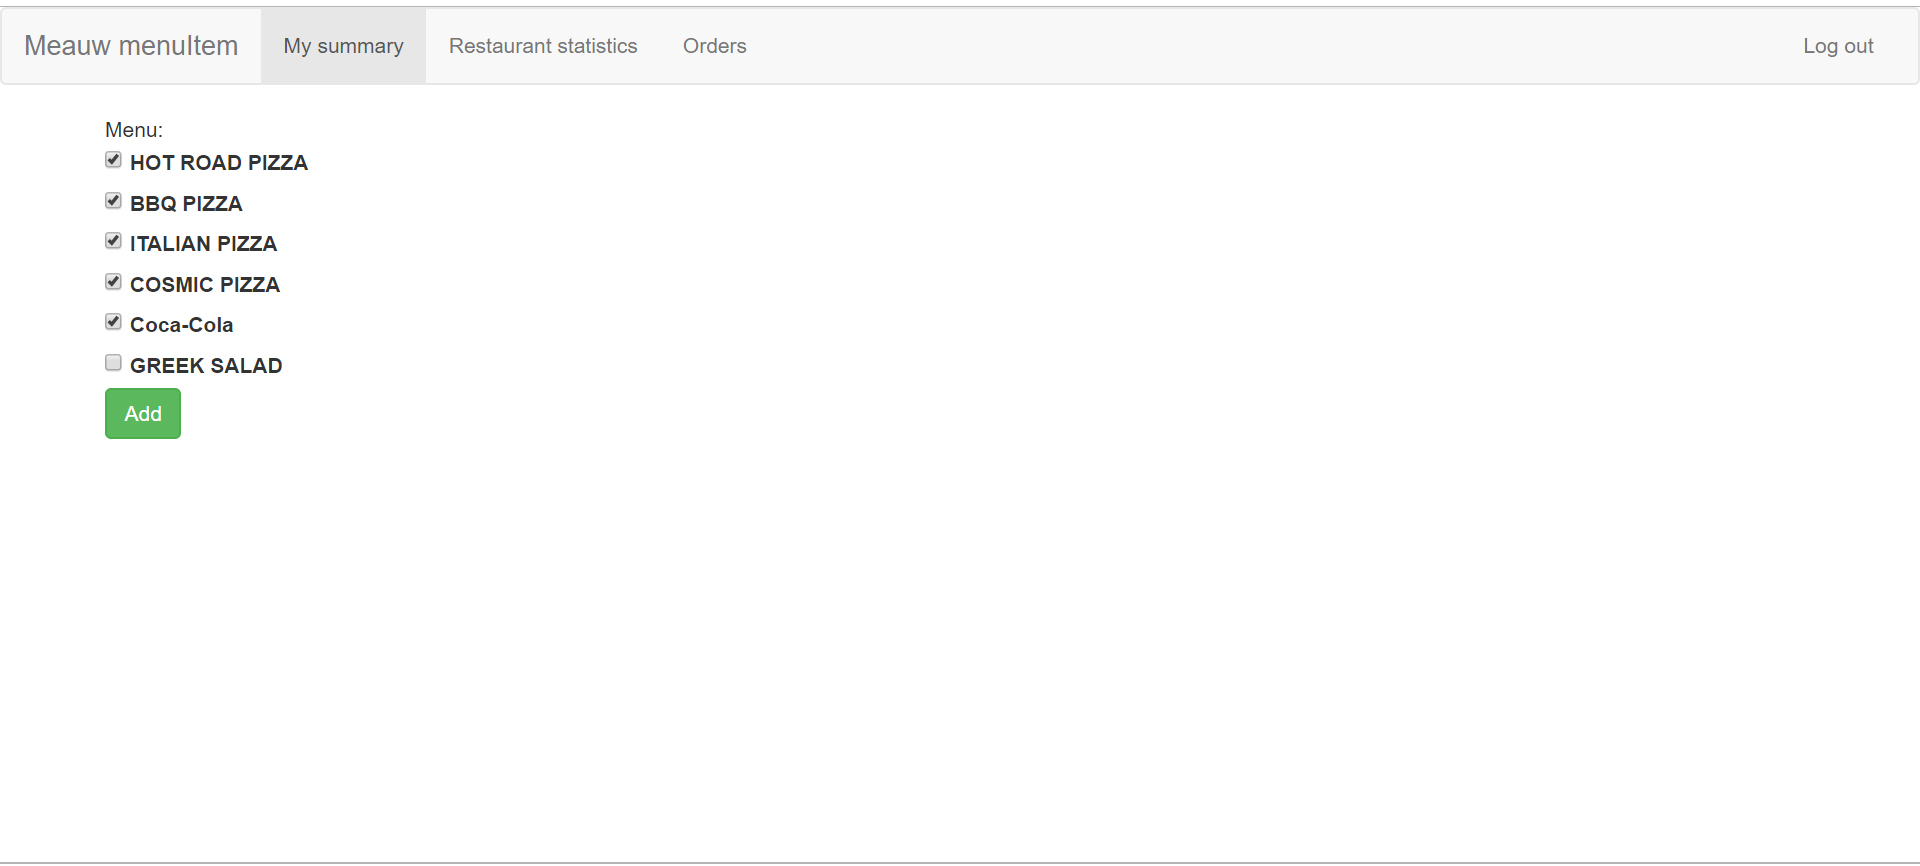 Meauw menuItem My summary Restaurant statistics Orders Log out
Menu:
HOT ROAD PIZZA
BBQ PIZZA
ITALIAN PIZZA
COSMIC PIZZA
Coca-Cola
GREEK SALAD
Add